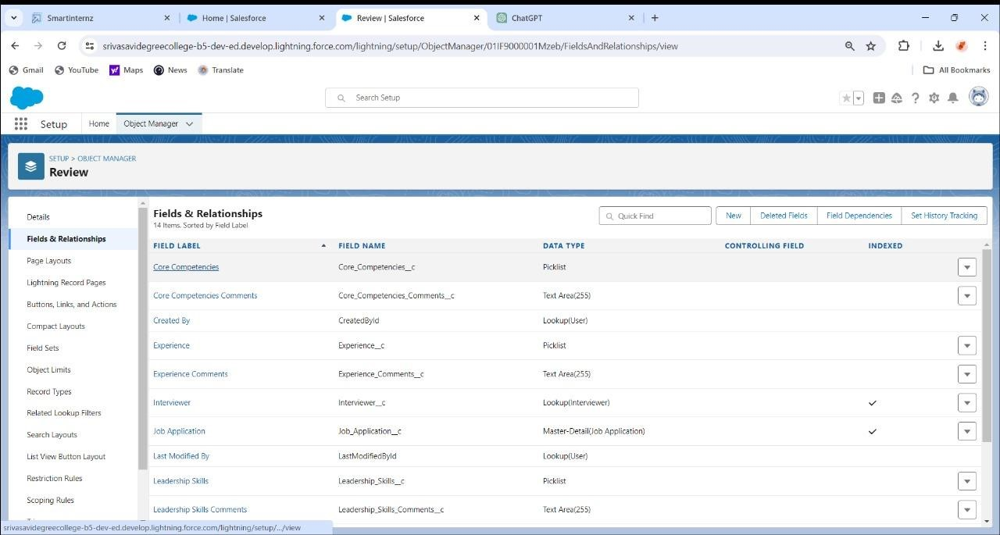 Smartinternz
Home | Salesforce
Review | Salesforce
ChatGPT
srivasavidegreecollege-b5-dev-ed.develop.lightning.force.com/lightning/setup/ObjectManager/01IF9000001Mzeb/FieldsAndRelationships/view
Gmail YouTube Maps News Translate All Bookmarks
Search Setup
Setup Home Object Manager
SETUP > OBJECT MANAGER
Review
Details
Fields & Relationships
Page Layouts
Lightning Record Pages
Buttons, Links, and Actions
Compact Layouts
Field Sets
Object Limits
Record Types
Related Lookup Filters
Search Layouts
List View Button Layout
Restriction Rules
Scoping Rules
Fields & Relationships
14 Items, Sorted by Field Label
Quick Find New Deleted Fields Field Dependencies Set History Tracking
FIELD LABEL FIELD NAME DATA TYPE CONTROLLING FIELD INDEXED
Core Competencies Core_Competencies__c Picklist
Core Competencies Comments Core_Competencies_Comments__c Text Area(255)
Created By CreatedById Lookup(User)
Experience Experience__c Picklist
Experience Comments Experience_Comments__c Text Area(255)
Interviewer Interviewer__c Lookup(Interviewer)
Job Application Job_Application__c Master-Detail(Job Application)
Last Modified By LastModifiedById Lookup(User)
Leadership Skills Leadership_Skills__c Picklist
Leadership Skills Comments Leadership_Skills_Comments__c Text Area(255)
srivasavidegreecollege-b5-dev-ed.develop.lightning.force.com/lightning/setup/.../view